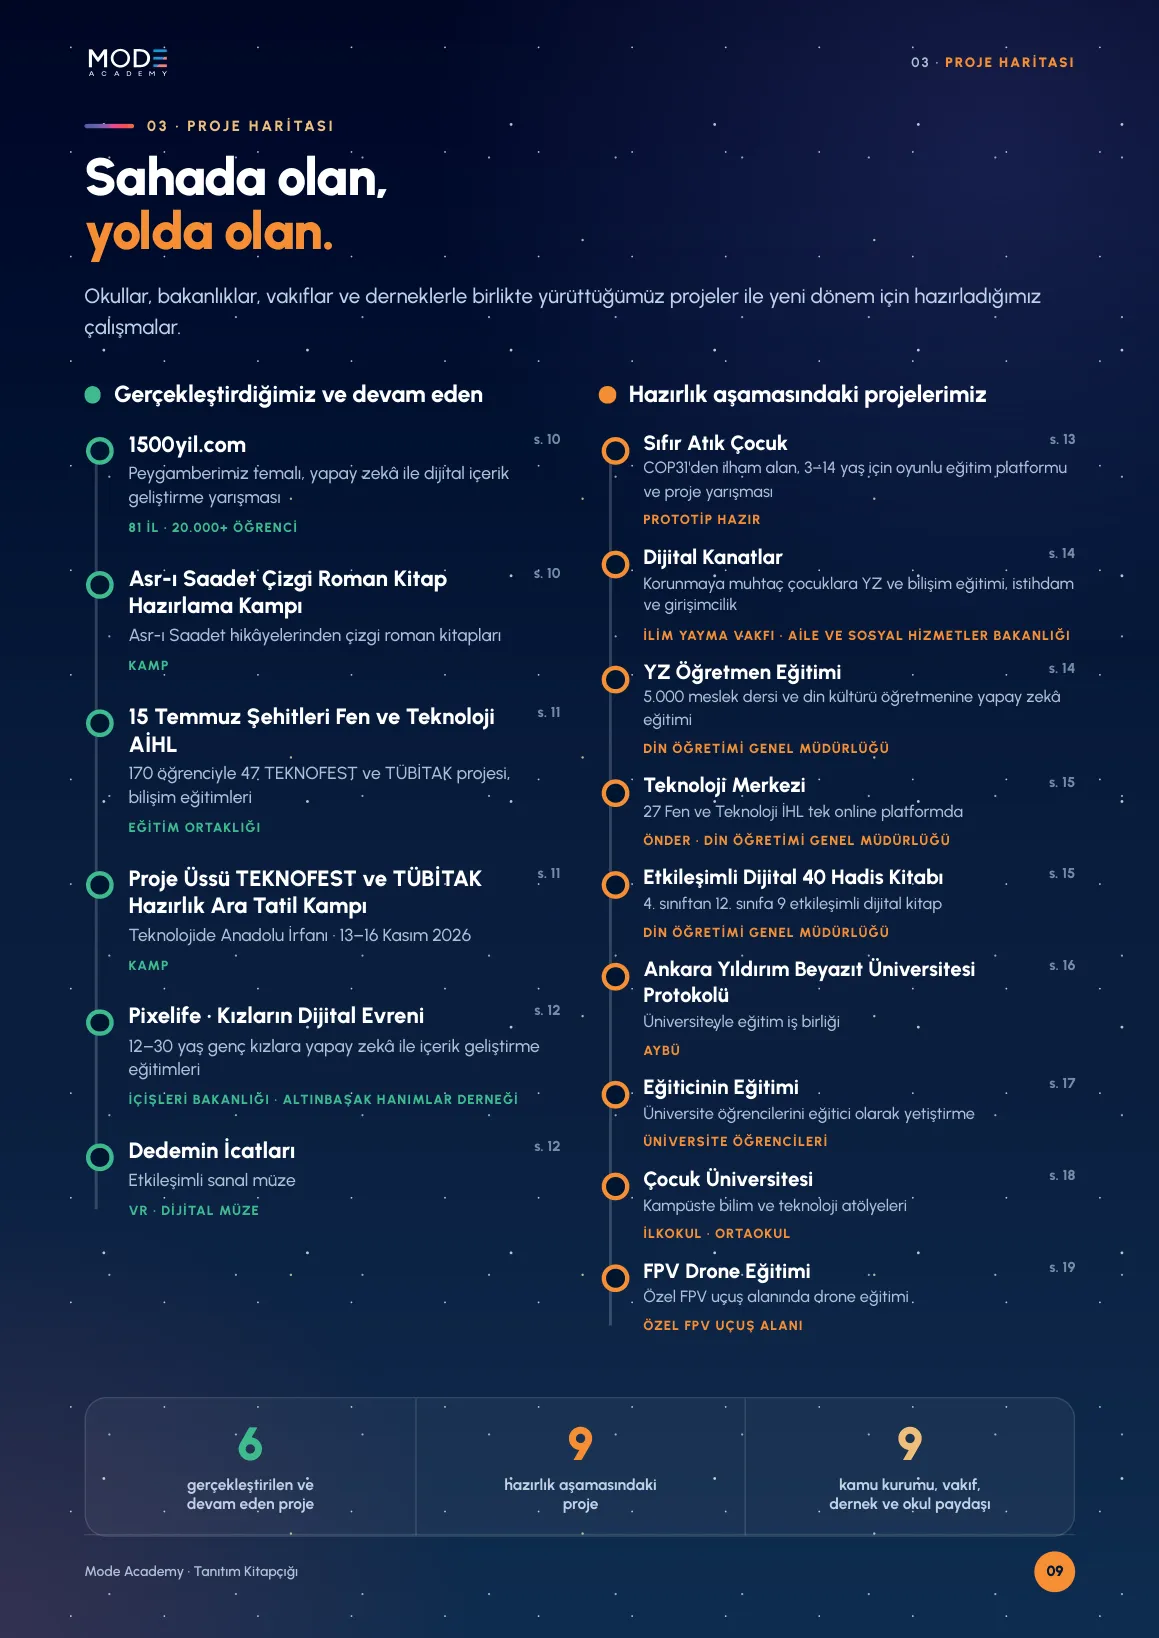 MODE
ACADEMY
03 · PROJE HARİTASI
03 · PROJE HARİTASI
Sahada olan,
yolda olan.
Okullar, bakanlıklar, vakıflar ve derneklerle birlikte yürüttüğümüz projeler ile yeni dönem için hazırladığımız
çalışmalar.
Gerçekleştirdiğimiz ve devam eden
1500yil.com
s. 10
Peygamberimiz temalı, yapay zekâ ile dijital içerik
geliştirme yarışması
81 İL · 20.000+ ÖĞRENCİ
Asr-ı Saadet Çizgi Roman Kitap
s. 10
Hazırlama Kampı
Asr-ı Saadet hikâyelerinden çizgi roman kitapları
KAMP
15 Temmuz Şehitleri Fen ve Teknoloji
s. 11
AİHL
170 öğrenciyle 47 TEKNOFEST ve TÜBİTAK projesi,
bilişim eğitimleri
EĞİTİM ORTAKLIĞI
Proje Üssü TEKNOFEST ve TÜBİTAK
s. 11
Hazırlık Ara Tatil Kampı
Teknolojide Anadolu İrfanı · 13–16 Kasım 2026
KAMP
Pixelife · Kızların Dijital Evreni
s. 12
12–30 yaş genç kızlara yapay zekâ ile içerik geliştirme
eğitimleri
İÇİŞLERİ BAKANLIĞI · ALTINBAŞAK HANIMLAR DERNEĞİ
Dedemin İcatları
s. 12
Etkileşimli sanal müze
VR · DİJİTAL MÜZE
Hazırlık aşamasındaki projelerimiz
Sıfır Atık Çocuk
s. 13
COP31'den ilham alan, 3–14 yaş için oyunlu eğitim platformu
ve proje yarışması
PROTOTİP HAZIR
Dijital Kanatlar
s. 14
Korunmaya muhtaç çocuklara YZ ve bilişim eğitimi, istihdam
ve girişimcilik
İLİM YAYMA VAKFI · AİLE VE SOSYAL HİZMETLER BAKANLIĞI
YZ Öğretmen Eğitimi
s. 14
5.000 meslek dersi ve din kültürü öğretmenine yapay zekâ
eğitimi
DİN ÖĞRETİMİ GENEL MÜDÜRLÜĞÜ
Teknoloji Merkezi
s. 15
27 Fen ve Teknoloji İHL tek online platformda
ÖNDER · DİN ÖĞRETİMİ GENEL MÜDÜRLÜĞÜ
Etkileşimli Dijital 40 Hadis Kitabı
s. 15
4. sınıftan 12. sınıfa 9 etkileşimli dijital kitap
DİN ÖĞRETİMİ GENEL MÜDÜRLÜĞÜ
Ankara Yıldırım Beyazıt Üniversitesi
s. 16
Protokolü
Üniversiteyle eğitim iş birliği
AYBÜ
Eğiticinin Eğitimi
s. 17
Üniversite öğrencilerini eğitici olarak yetiştirme
ÜNİVERSİTE ÖĞRENCİLERİ
Çocuk Üniversitesi
s. 18
Kampüste bilim ve teknoloji atölyeleri
İLKOKUL · ORTAOKUL
FPV Drone Eğitimi
s. 19
Özel FPV uçuş alanında drone eğitimi
ÖZEL FPV UÇUŞ ALANI
6
gerçekleştirilen ve
devam eden proje
9
hazırlık aşamasındaki
proje
9
kamu kurumu, vakıf,
dernek ve okul paydaşı
Mode Academy · Tanıtım Kitapçığı
09